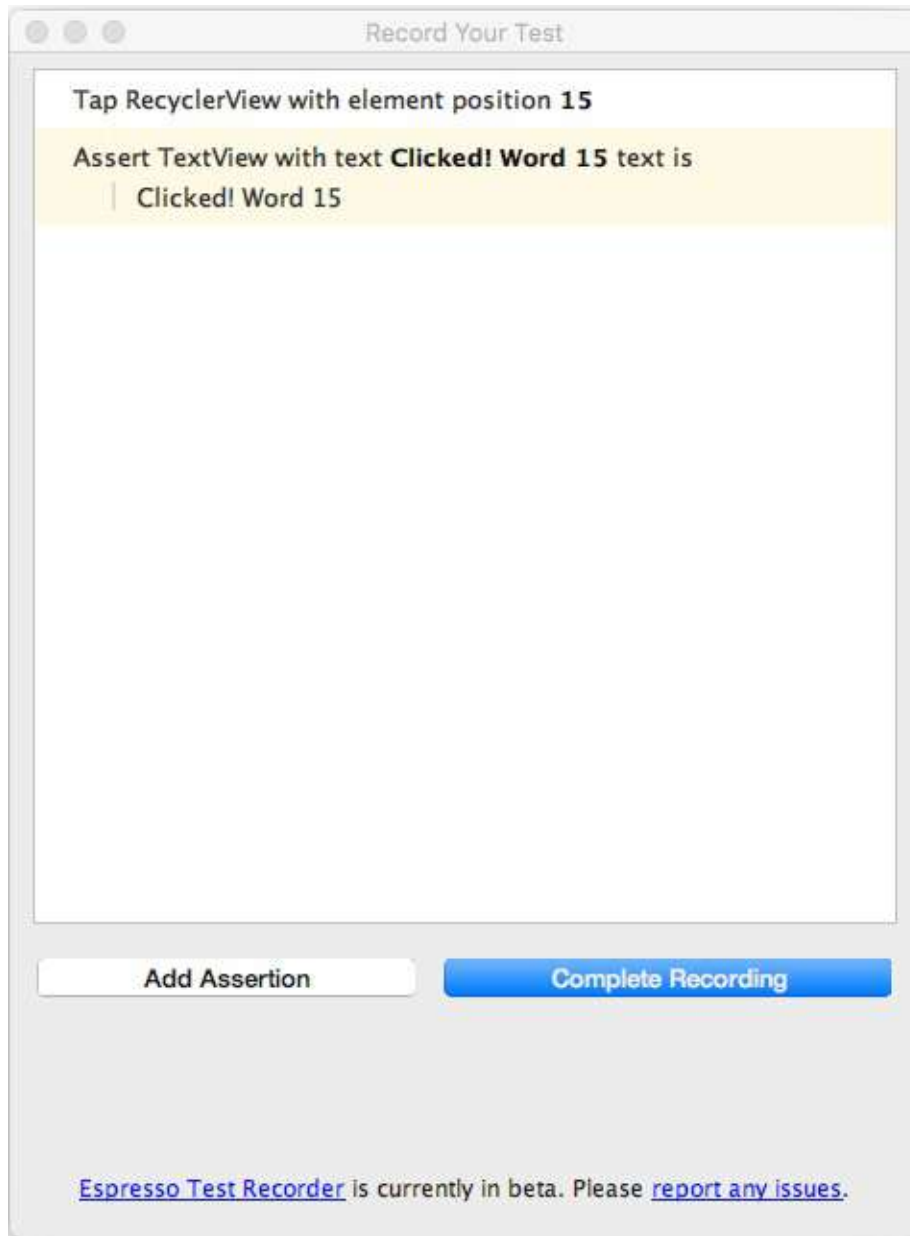 Record Your Test
Tap RecyclerView with element position 15
Assert TextView with text Clicked! Word 15 text is
Clicked! Word 15
Add Assertion
Complete Recording
Espresso Test Recorder is currently in beta. Please report any issues.